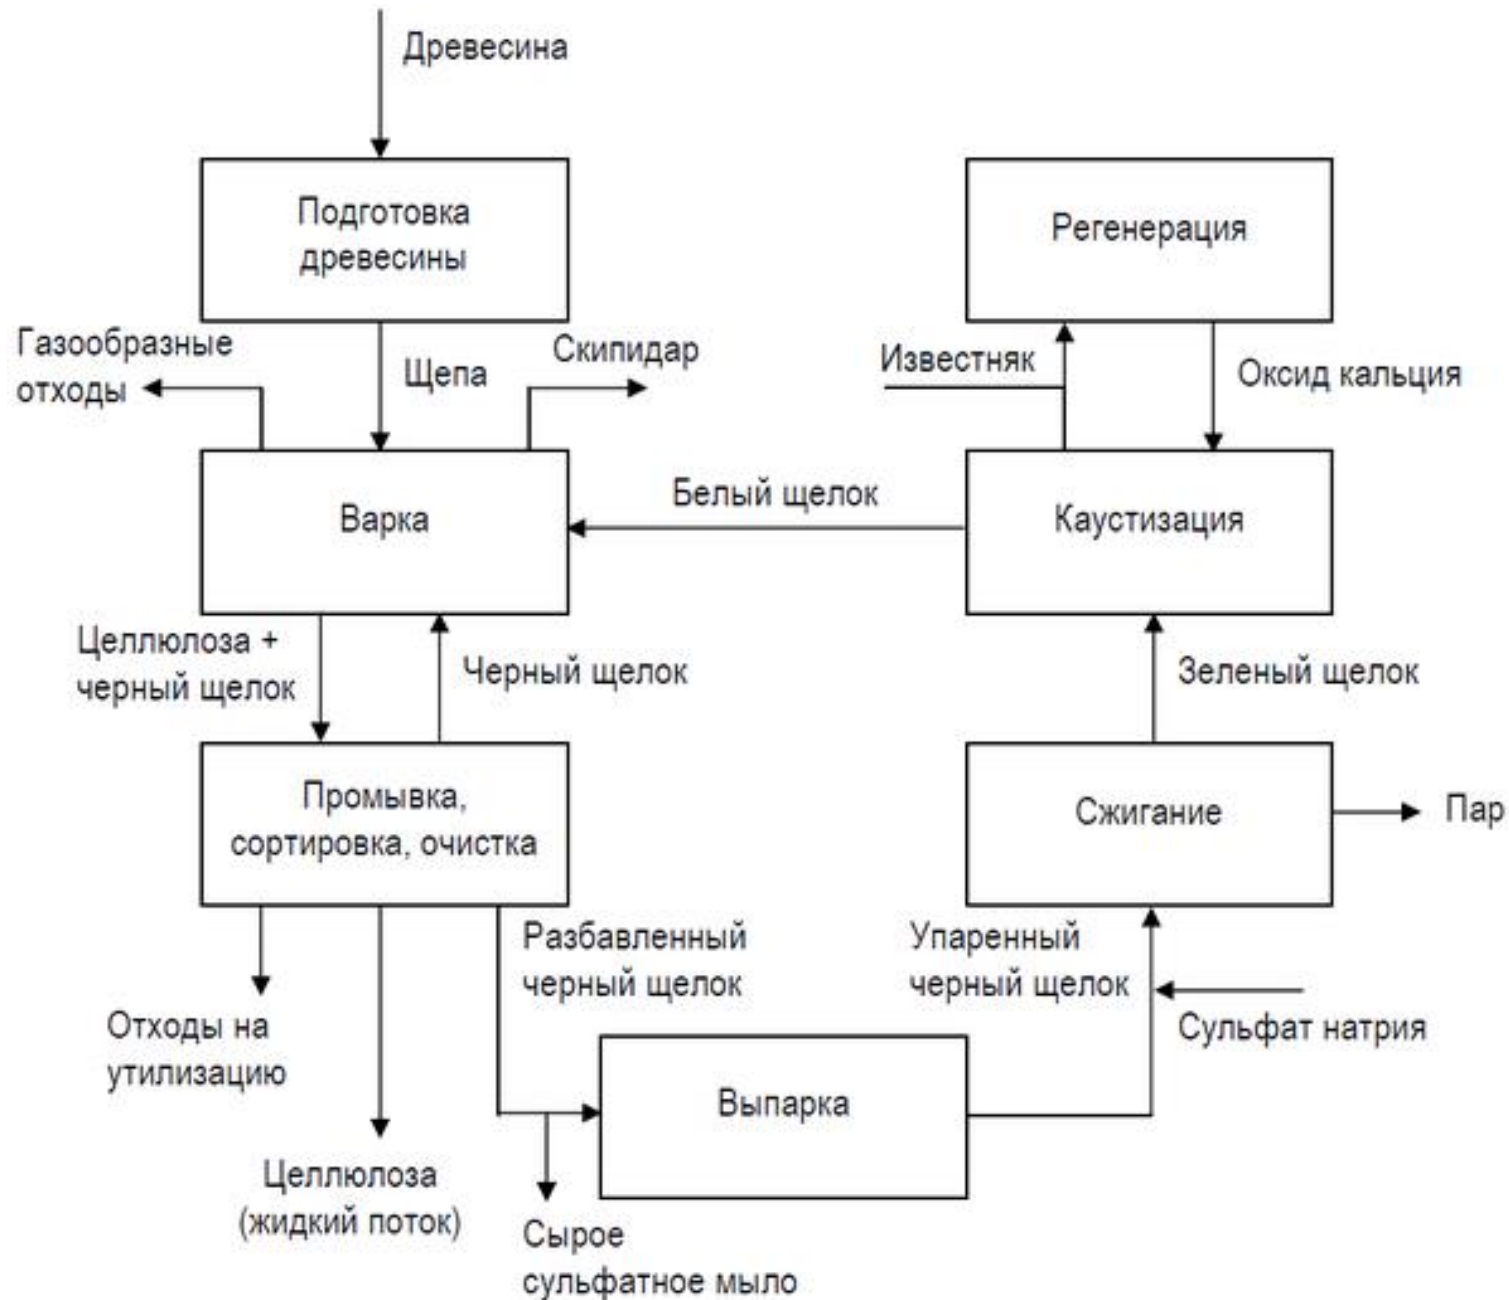 Древесина
Подготовка
древесины
Регенерация
Газообразные
отходы
Щепа
Скипидар
Известняк
Оксид кальция
Варка
Белый щелок
Каустизация
Целлюлоза +
черный щелок
Черный щелок
Зеленый щелок
Промывка,
сортировка, очистка
Сжигание
Пар
Разбавленный
черный щелок
Упаренный
черный щелок
Отходы на
утилизацию
Сульфат натрия
Выпарка
Целлюлоза
(жидкий поток)
Сырое
сульфатное мыло